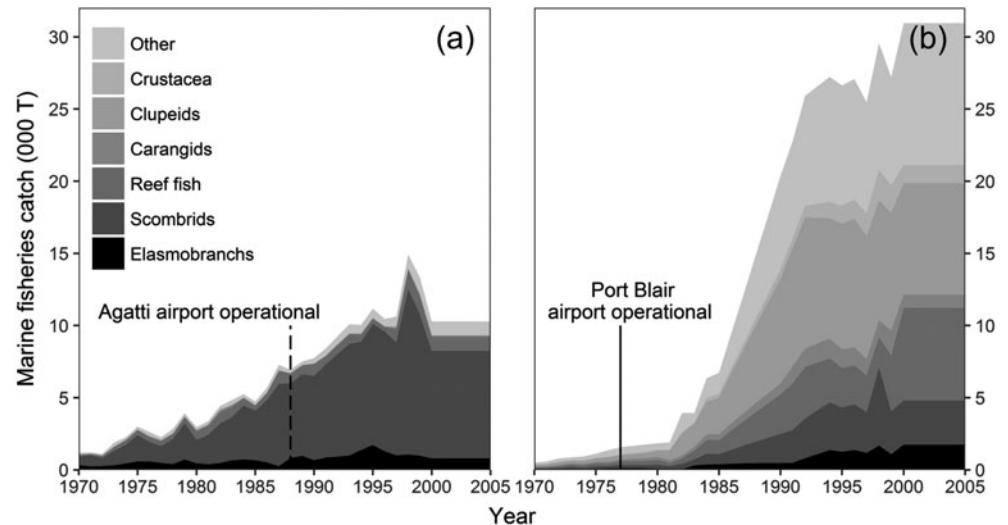 (a)
(b)
Other
Crustacea
Clupeids
Carangids
Reef fish
Scombrids
Elasmobranchs
Agatti airport operational
Port Blair
airport operational
Marine fisheries catch (000 T)
30
25
20
15
10
5
0
30
25
20
15
10
5
0
1970 1975 1980 1985 1990 1995 2000 2005
1970 1975 1980 1985 1990 1995 2000 2005
Year